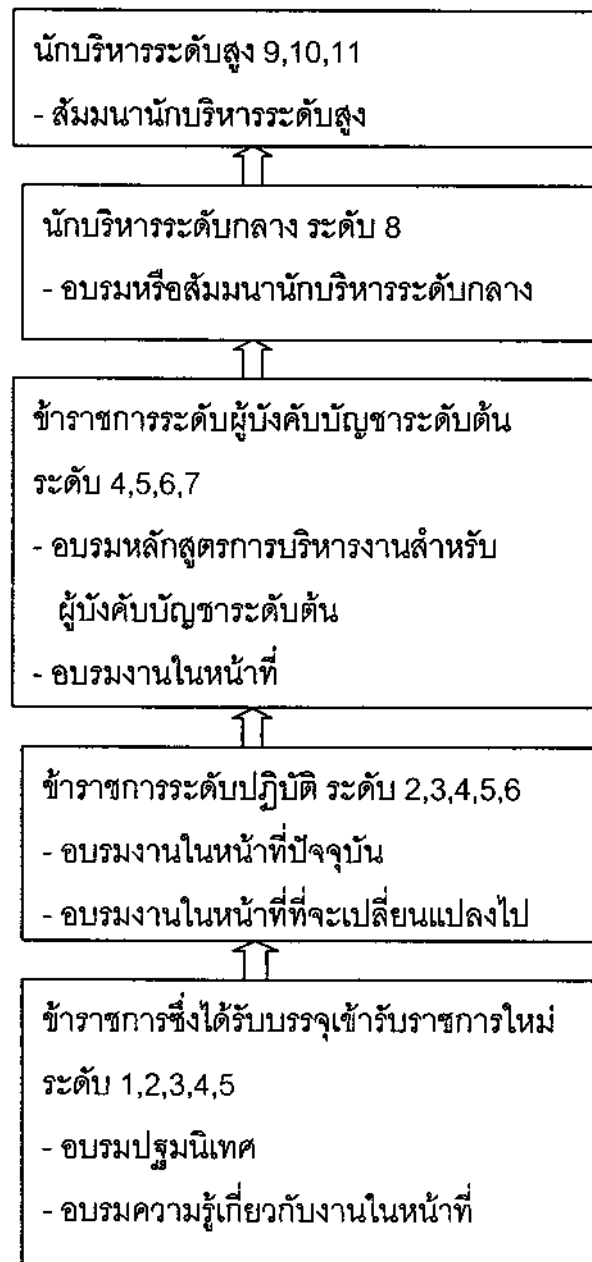 นักบริหารระดับสูง 9,10,11
- สัมมนานักบริหารระดับสูง
นักบริหารระดับกลาง ระดับ 8
- อบรมหรือสัมมนานักบริหารระดับกลาง
ข้าราชการระดับผู้บังคับบัญชาระดับต้น
ระดับ 4,5,6,7
- อบรมหลักสูตรการบริหารงานสำหรับ
ผู้บังคับบัญชาระดับต้น
- อบรมงานในหน้าที่
ข้าราชการระดับปฏิบัติ ระดับ 2,3,4,5,6
- อบรมงานในหน้าที่ปัจจุบัน
- อบรมงานในหน้าที่ที่จะเปลี่ยนแปลงไป
ข้าราชการซึ่งได้รับบรรจุเข้ารับราชการใหม่
ระดับ 1,2,3,4,5
- อบรมปฐมนิเทศ
- อบรมความรู้เกี่ยวกับงานในหน้าที่